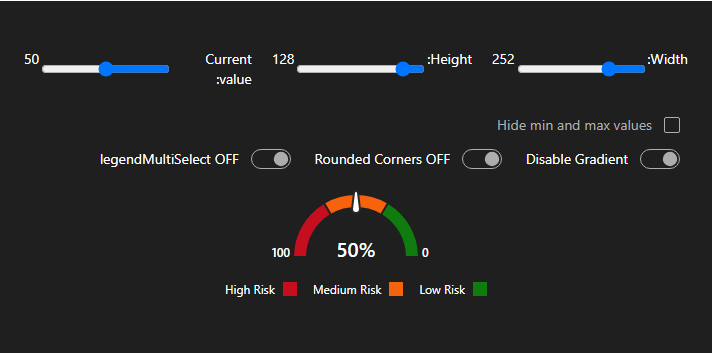 :Width
252
:Height
128
Current
:value
50
Hide min and max values
Disable Gradient
Rounded Corners OFF
legendMultiSelect OFF
100
50%
0
Low Risk
Medium Risk
High Risk